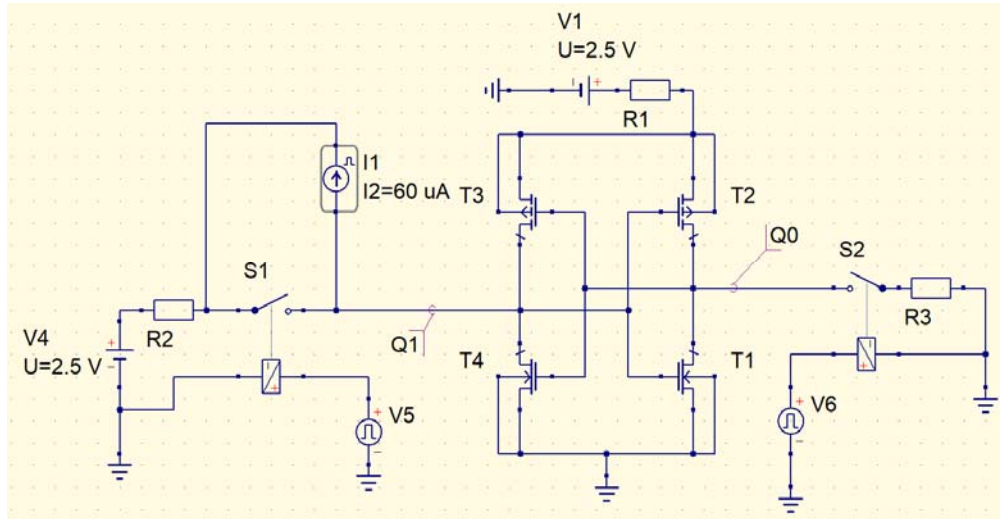 V1
U=2.5 V
R1
I1
I2=60 uA
T3
T2
Q0
S2
S1
R2
R3
Q1
V4
U=2.5 V
T4
T1
V5
V6